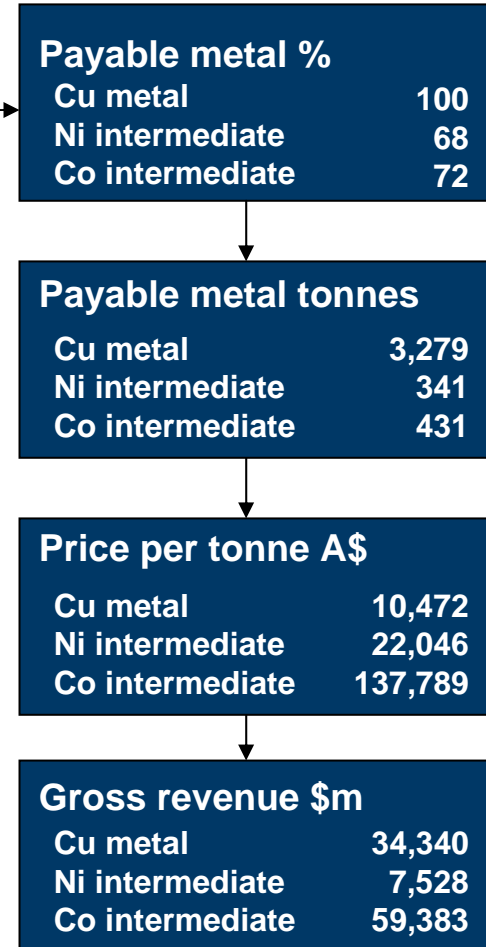 Payable metal %
Cu metal 100
Ni intermediate 68
Co intermediate 72
Payable metal tonnes
Cu metal 3,279
Ni intermediate 341
Co intermediate 431
Price per tonne A$
Cu metal 10,472
Ni intermediate 22,046
Co intermediate 137,789
Gross revenue $m
Cu metal 34,340
Ni intermediate 7,528
Co intermediate 59,383